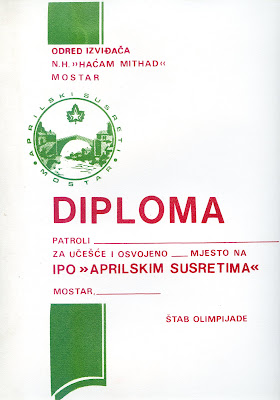 ODRED IZVIĐAČA
N.H. »HAĆAM MITHAD«
MOSTAR
APRILSKI SUSRETI
MOSTAR
DIPLOMA
PATROLI
ZA UČEŠĆE I OSVOJENO ___ MJESTO NA
IPO »APRILSKIM SUSRETIMA«
MOSTAR,
ŠTAB OLIMPIJADE